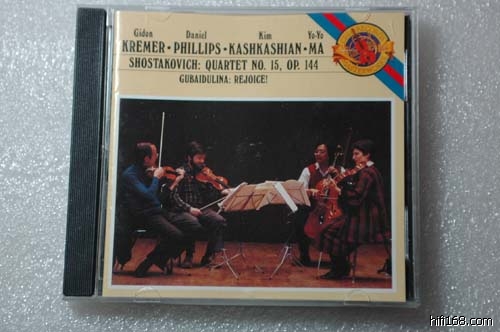 Gidon Daniel Kim Yo-Yo
KREMER • PHILLIPS • KASHKASHIAN • MA
SHOSTAKOVICH: QUARTET NO. 15, OP. 144
GUBAIDULINA: REJOICE!
hifi168.com